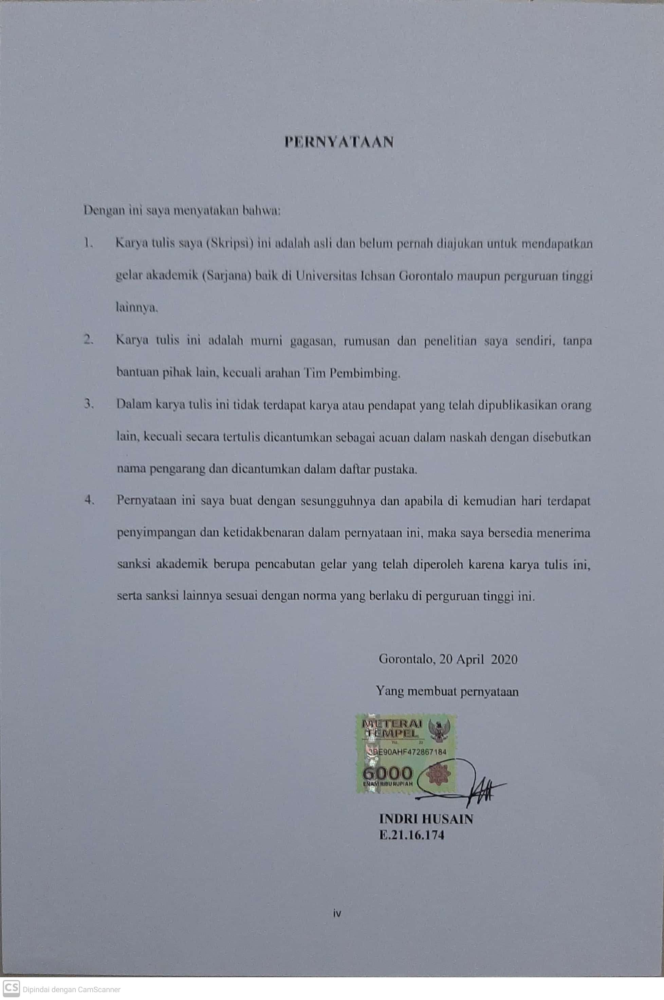 PERNYATAAN
Dengan ini saya menyatakan bahwa:
1. Karya tulis saya (Skripsi) ini adalah asli dan belum pernah diajukan untuk mendapatkan
gelar akademik (Sarjana) baik di Universitas Ichsan Gorontalo maupun perguruan tinggi
lainnya.
2. Karya tulis ini adalah murni gagasan, rumusan dan penelitian saya sendiri, tanpa
bantuan pihak lain, kecuali arahan Tim Pembimbing.
3. Dalam karya tulis ini tidak terdapat karya atau pendapat yang telah dipublikasikan orang
lain, kecuali secara tertulis dicantumkan sebagai acuan dalam naskah dengan disebutkan
nama pengarang dan dicantumkan dalam daftar pustaka.
4. Pernyataan ini saya buat dengan sesungguhnya dan apabila di kemudian hari terdapat
penyimpangan dan ketidakbenaran dalam pernyataan ini, maka saya bersedia menerima
sanksi akademik berupa pencabutan gelar yang telah diperoleh karena karya tulis ini,
serta sanksi lainnya sesuai dengan norma yang berlaku di perguruan tinggi ini.
Gorontalo, 20 April 2020
Yang membuat pernyataan
METERAI
TEMPEL
TGL 20
3BE90AHF472867184
6000
ENAM RIBU RUPIAH
INDRI HUSAIN
E.21.16.174
iv
CS Dipindai dengan CamScanner